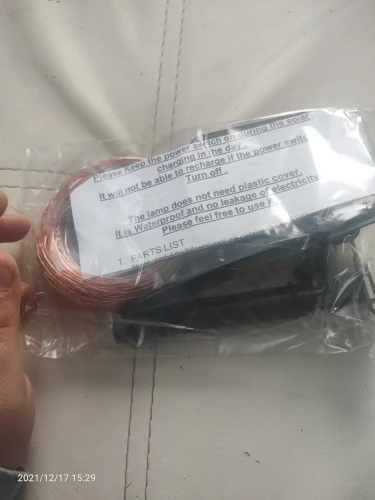 Please Keep the power switch on during the solar
charging in the day .
It will not be able to recharge if the power switc
Turn off .
The lamp does not need plastic cover.
It is Waterproof and no leakage of electricity
Please feel free to use it
1. PARTS LIST
2021/12/17 15:29